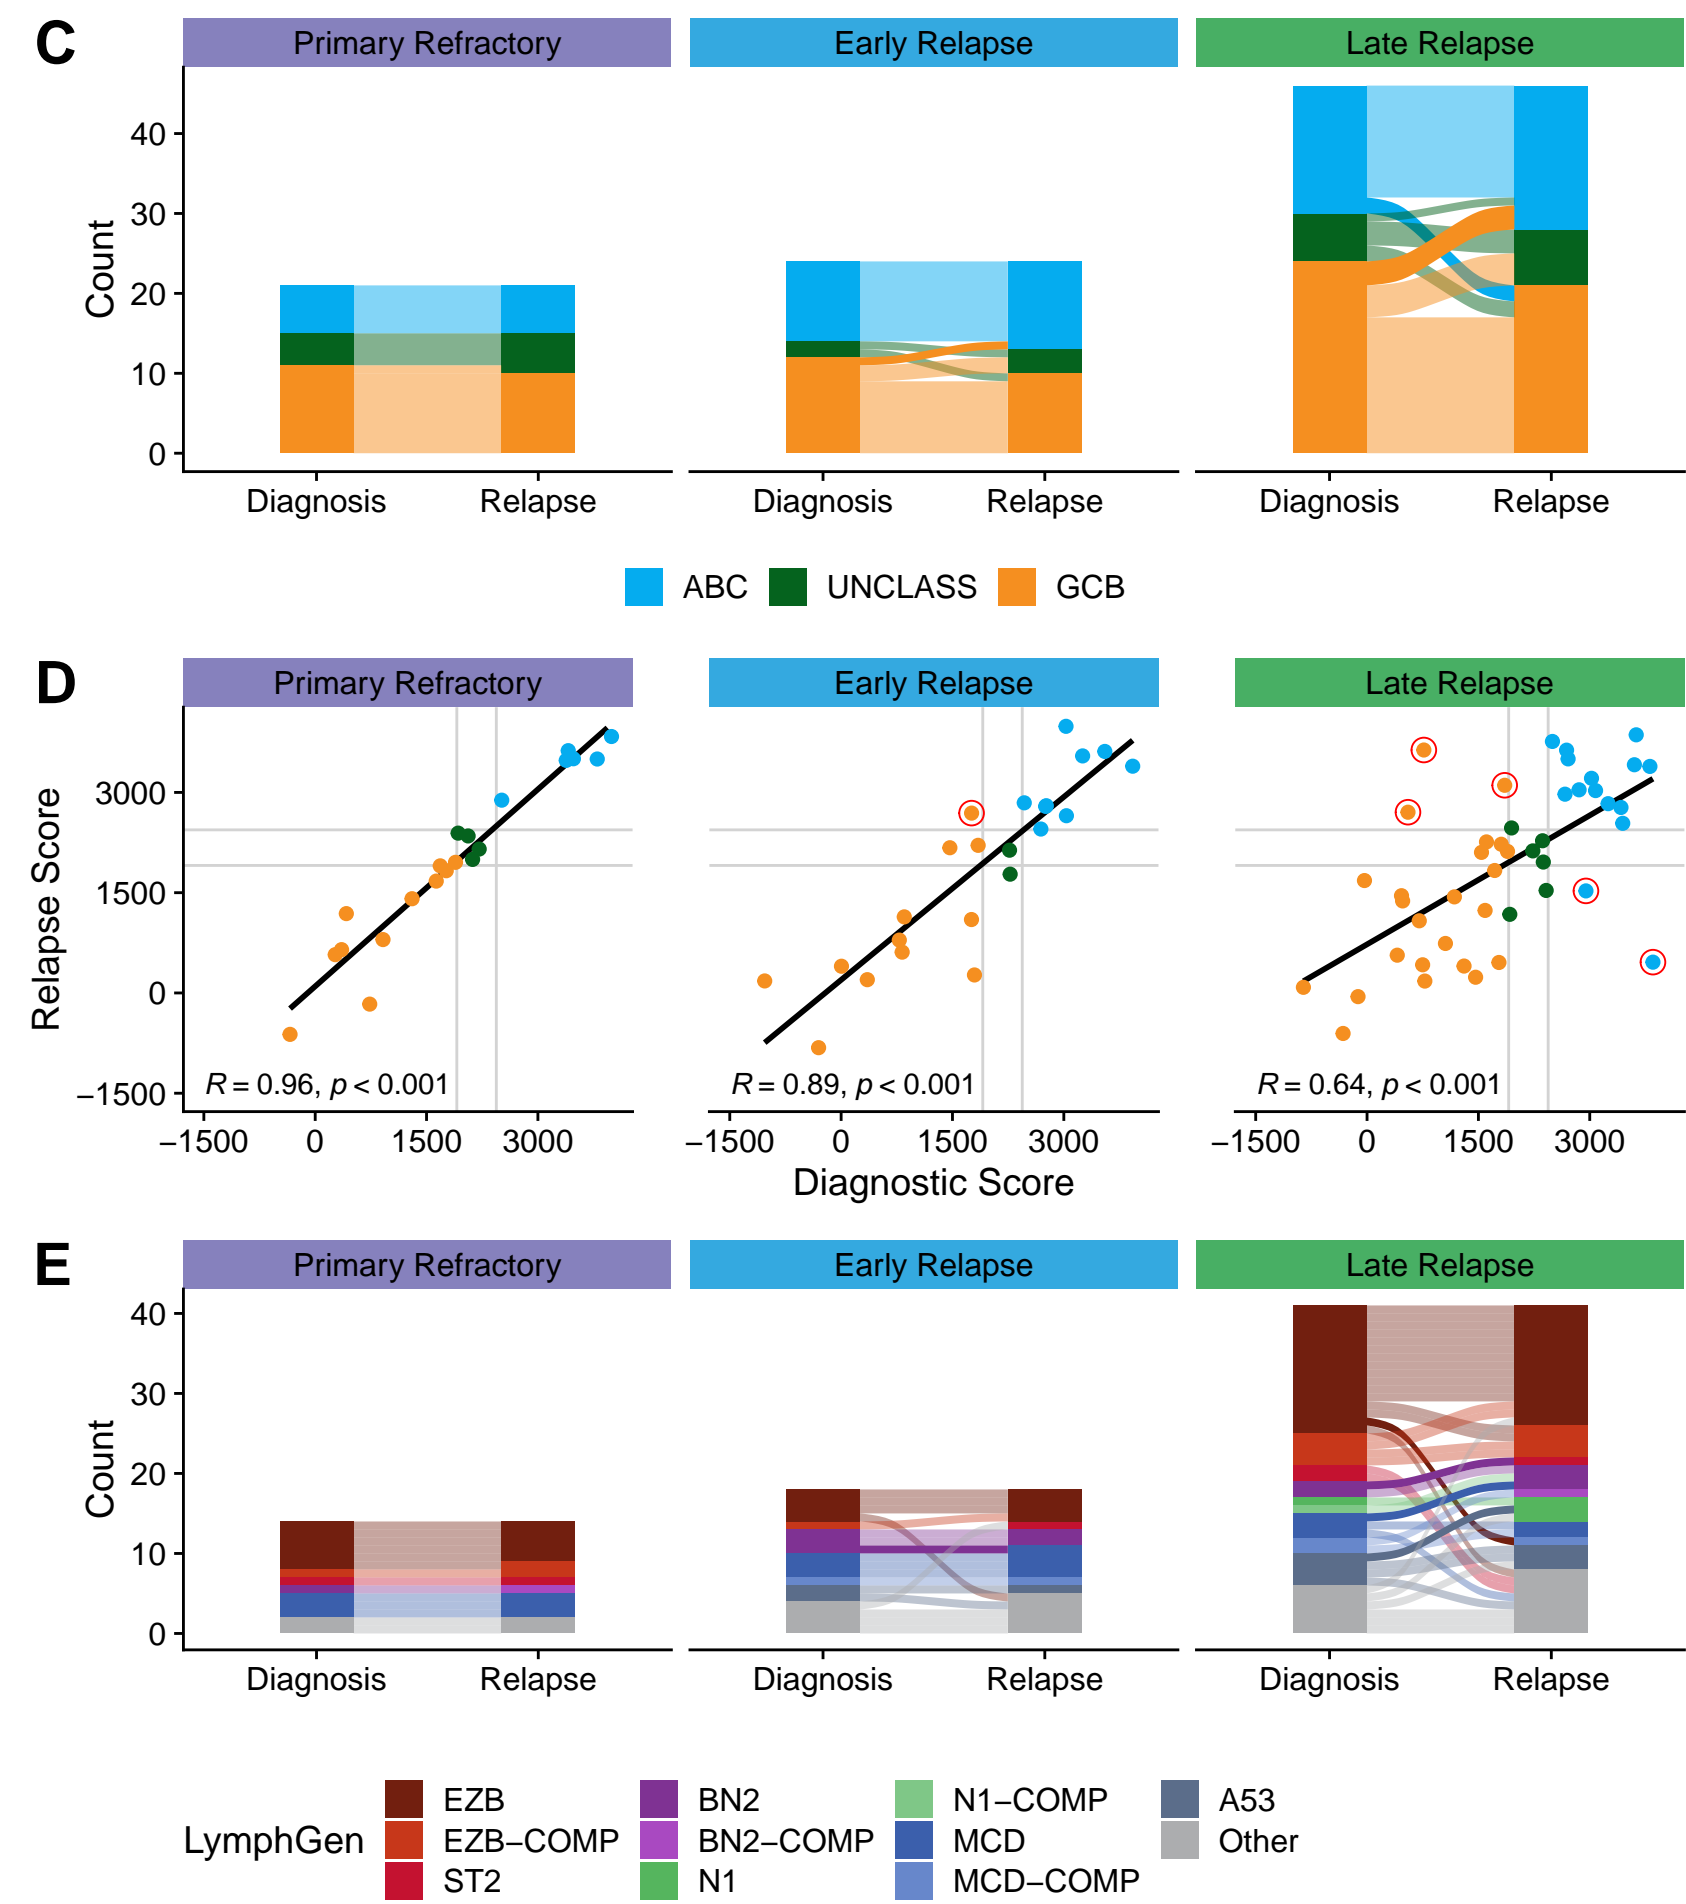 C
Primary Refractory Early Relapse Late Relapse
Count
40
30
20
10
0
Diagnosis Relapse Diagnosis Relapse Diagnosis Relapse
ABC UNCLASS GCB
D
Primary Refractory Early Relapse Late Relapse
Relapse Score
3000
1500
0
−1500
R = 0.96, p < 0.001 R = 0.89, p < 0.001 R = 0.64, p < 0.001
−1500 0 1500 3000 −1500 0 1500 3000 −1500 0 1500 3000
Diagnostic Score
E
Primary Refractory Early Relapse Late Relapse
Count
40
30
20
10
0
Diagnosis Relapse Diagnosis Relapse Diagnosis Relapse
LymphGen
EZB BN2 N1−COMP A53
EZB−COMP BN2−COMP MCD Other
ST2 N1 MCD−COMP